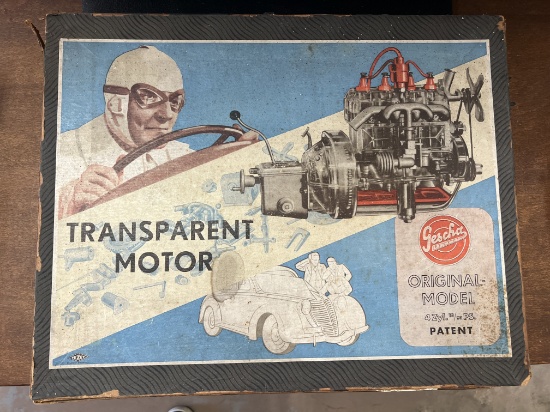 TRANSPARENT
MOTOR
Gescha
ORIGINAL-
MODEL
PATENT